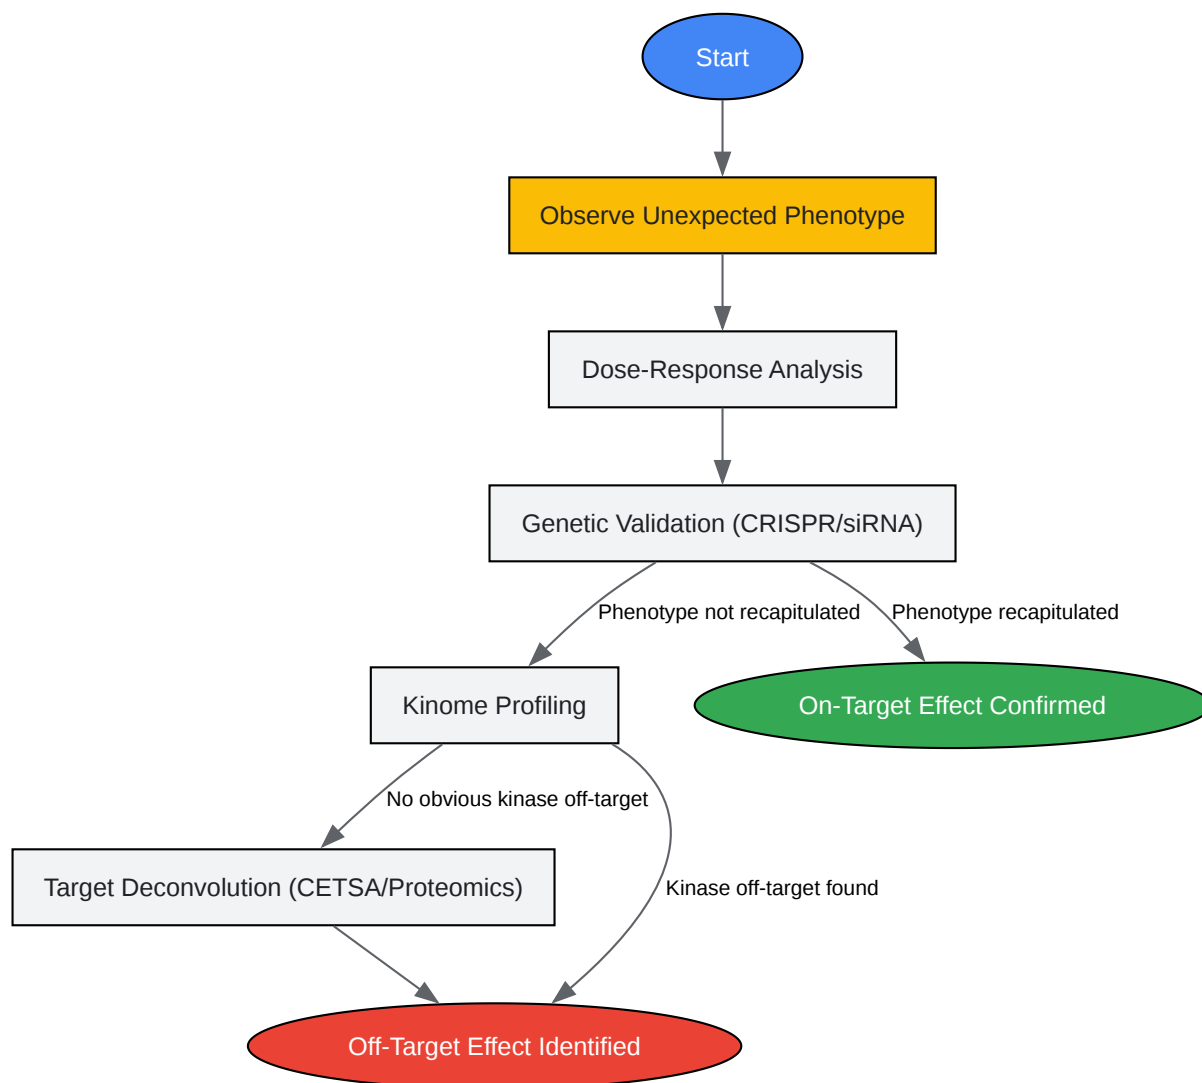 Start
Observe Unexpected Phenotype
Dose-Response Analysis
Genetic Validation (CRISPR/siRNA)
Phenotype not recapitulated
Phenotype recapitulated
Kinome Profiling
On-Target Effect Confirmed
No obvious kinase off-target
Target Deconvolution (CETSA/Proteomics)
Kinase off-target found
Off-Target Effect Identified